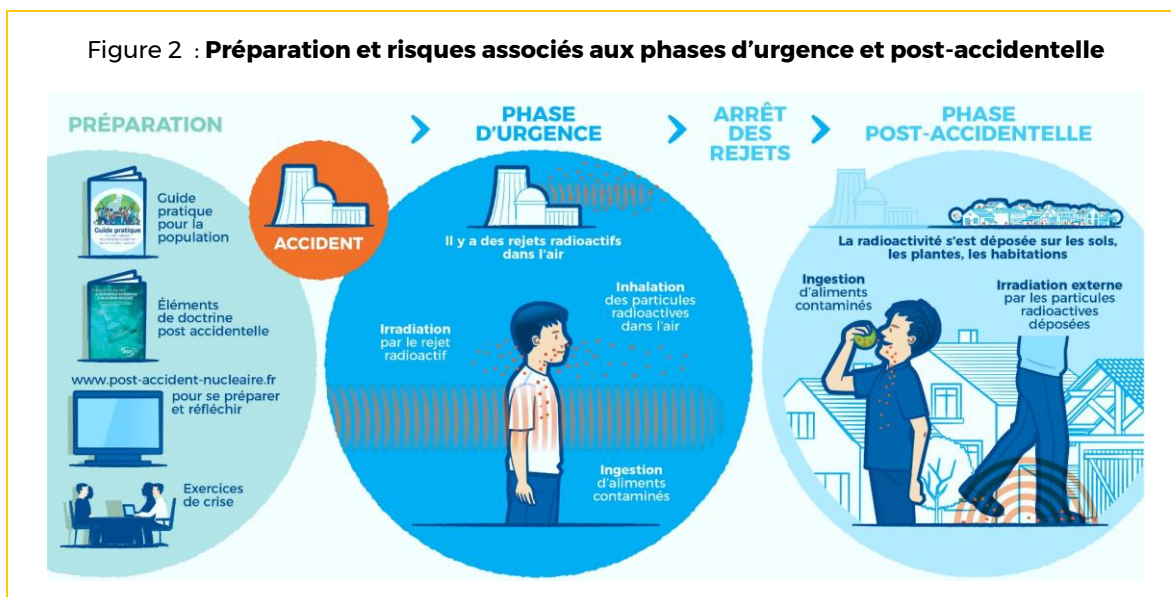 Figure 2 : Préparation et risques associés aux phases d'urgence et post-accidentelle
PRÉPARATION
Guide
pratique
pour la
population
Guide pratique
Éléments
de doctrine
post accidentelle
www.post-accident-nucleaire.fr
pour se préparer
et réfléchir
Exercices
de crise
ACCIDENT
PHASE
D'URGENCE
Il y a des rejets radioactifs
dans l'air
Inhalation
des particules
radioactives
dans l'air
Irradiation
par le rejet
radioactif
Ingestion
d'aliments
contaminés
ARRÊT
DES
REJETS
PHASE
POST-ACCIDENTELLE
La radioactivité s'est déposée sur les sols,
les plantes, les habitations
Ingestion
d'aliments
contaminés
Irradiation externe
par les particules
radioactives
déposées